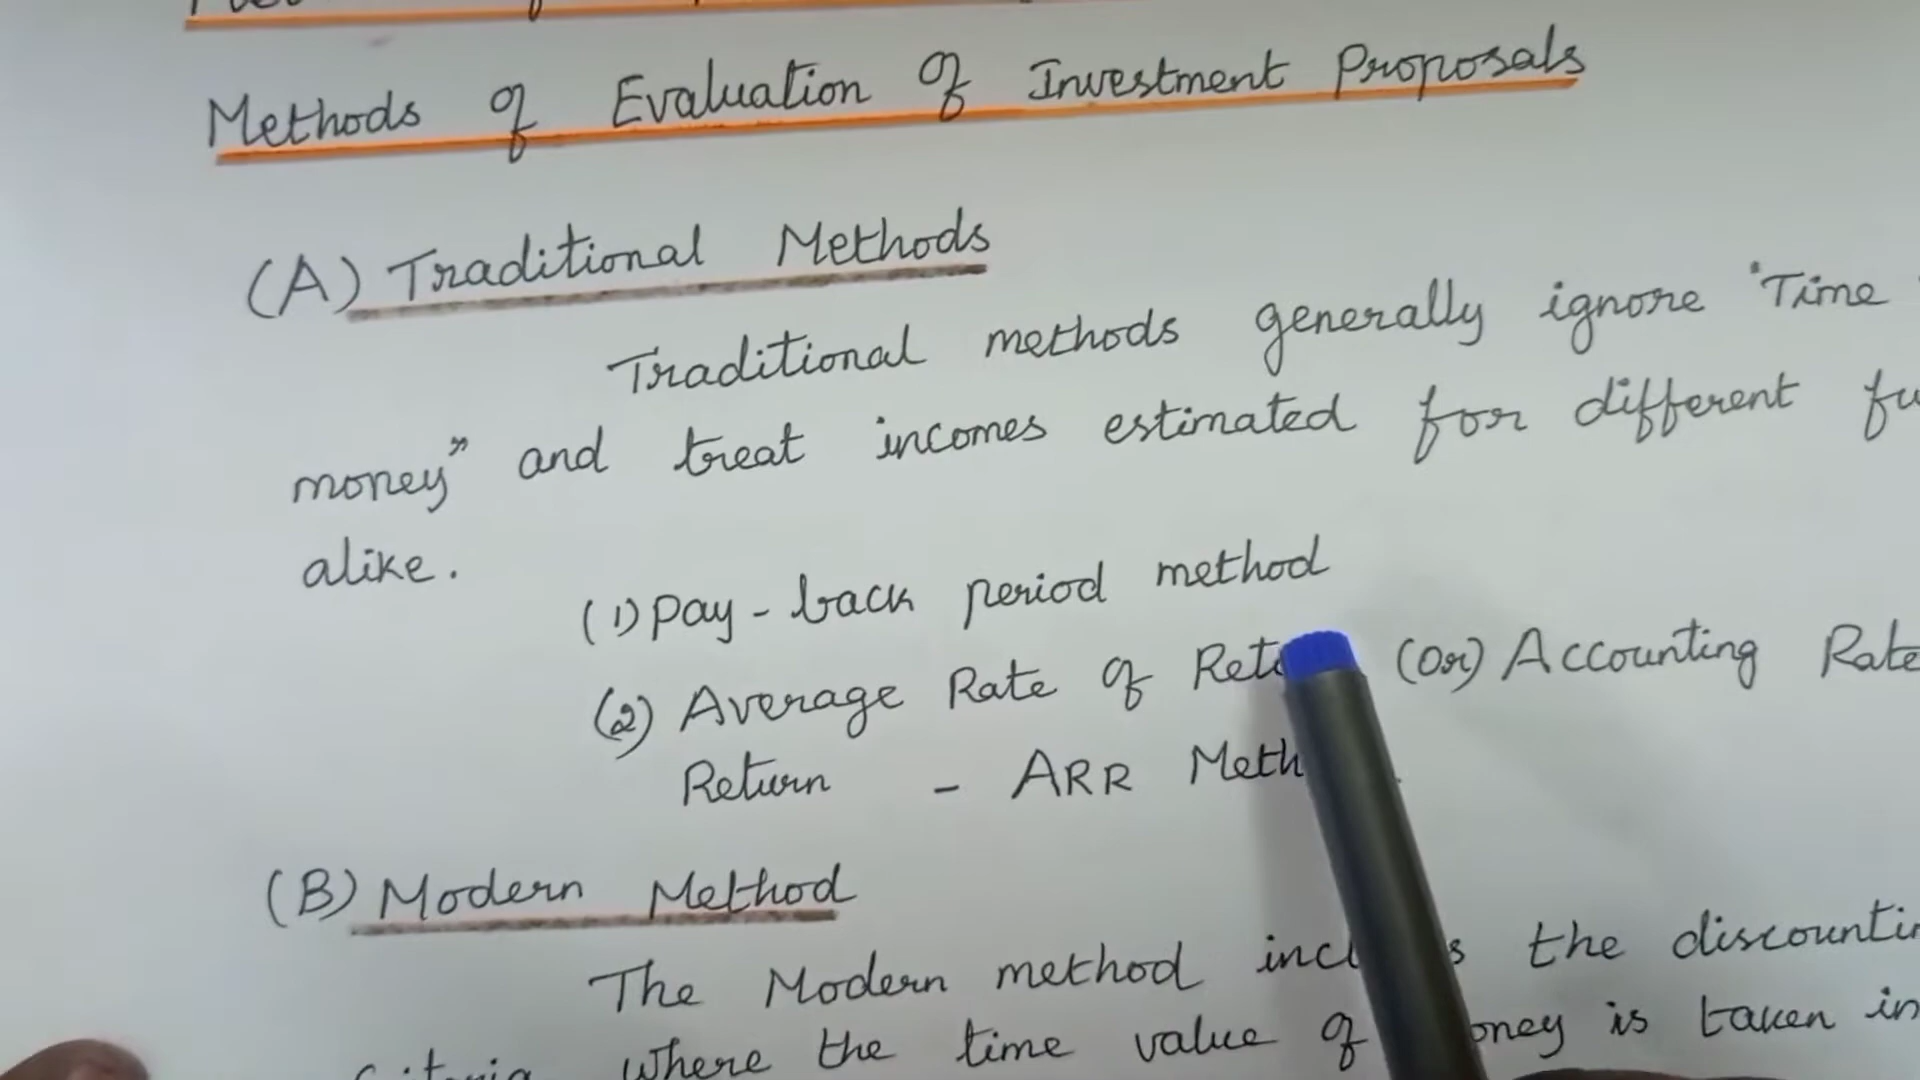 Methods of Evaluation of Investment Proposals
(A) Traditional Methods
Traditional methods generally ignore "Time
money" and treat incomes estimated for different
alike.
(1) Pay-back period method
(2) Average Rate of (or) Accounting Rate
Return - ARR
(B) Modern Method
The Modern method the
where the time value of is taken